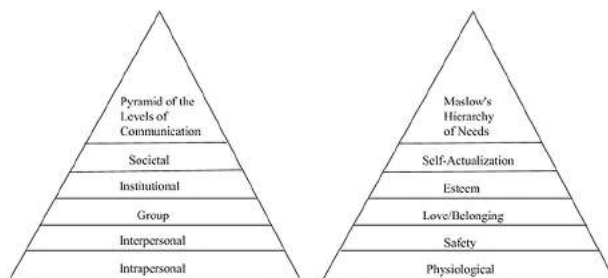 Pyramid of the
Levels of
Communication
Societal
Institutional
Group
Interpersonal
Intrapersonal
Maslow's
Hierarchy
of Needs
Self-Actualization
Esteem
Love/Belonging
Safety
Physiological